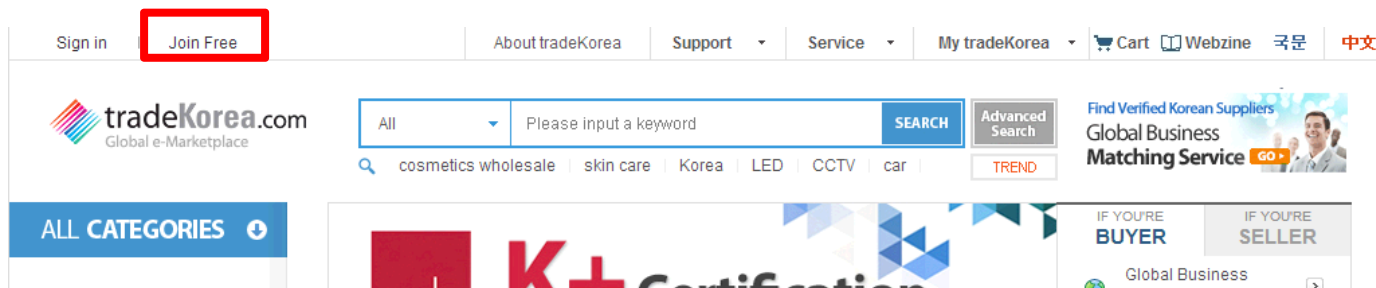 Sign in
Join Free
About tradeKorea
Support
Service
My tradeKorea
Cart
Webzine
국문
中文
tradeKorea.com
Global e-Marketplace
All
Please input a keyword
SEARCH
Advanced
Search
cosmetics wholesale
skin care
Korea
LED
CCTV
car
TREND
Find Verified Korean Suppliers
Global Business
Matching Service GO
ALL CATEGORIES
K+ Certification
IF YOU'RE
BUYER
IF YOU'RE
SELLER
Global Business